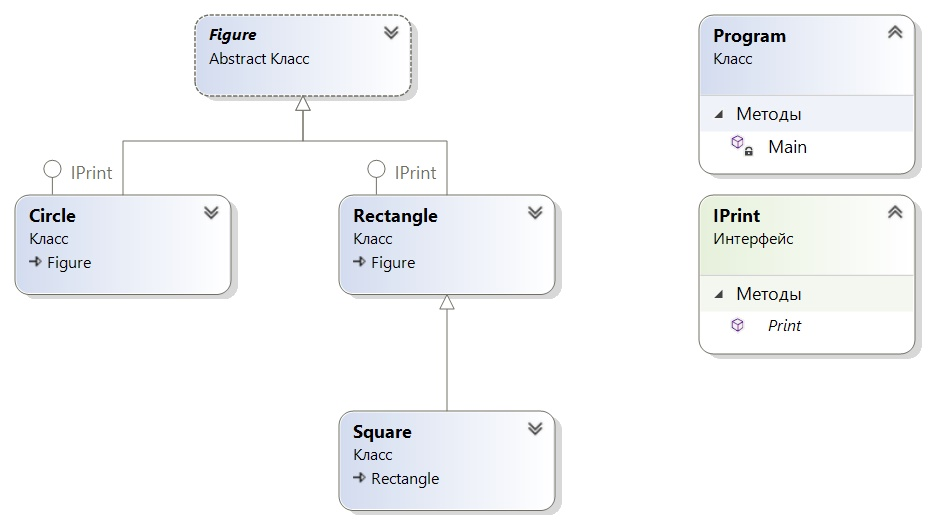 Figure
Abstract Класс
Program
Класс
Методы
Main
IPrint
IPrint
Circle
Класс
Figure
Rectangle
Класс
Figure
IPrint
Интерфейс
Методы
Print
Square
Класс
Rectangle